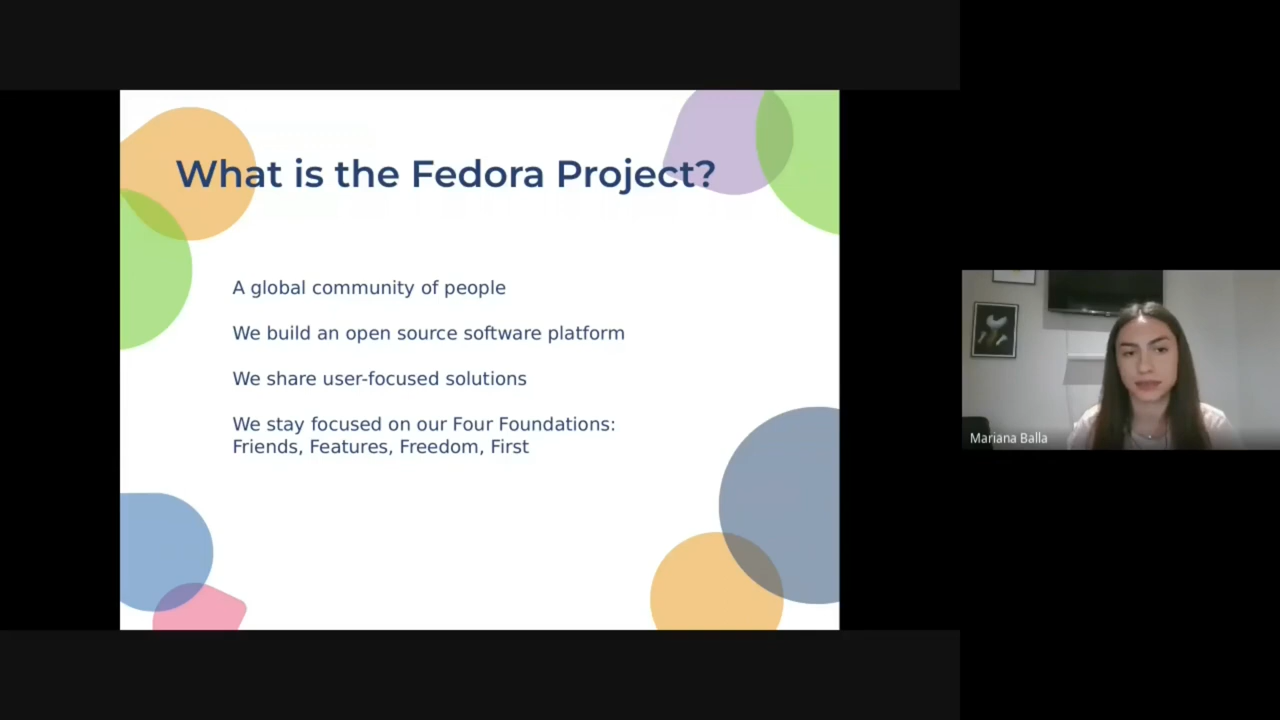 What is the Fedora Project?
A global community of people
We build an open source software platform
We share user-focused solutions
We stay focused on our Four Foundations:
Friends, Features, Freedom, First
Mariana Balla